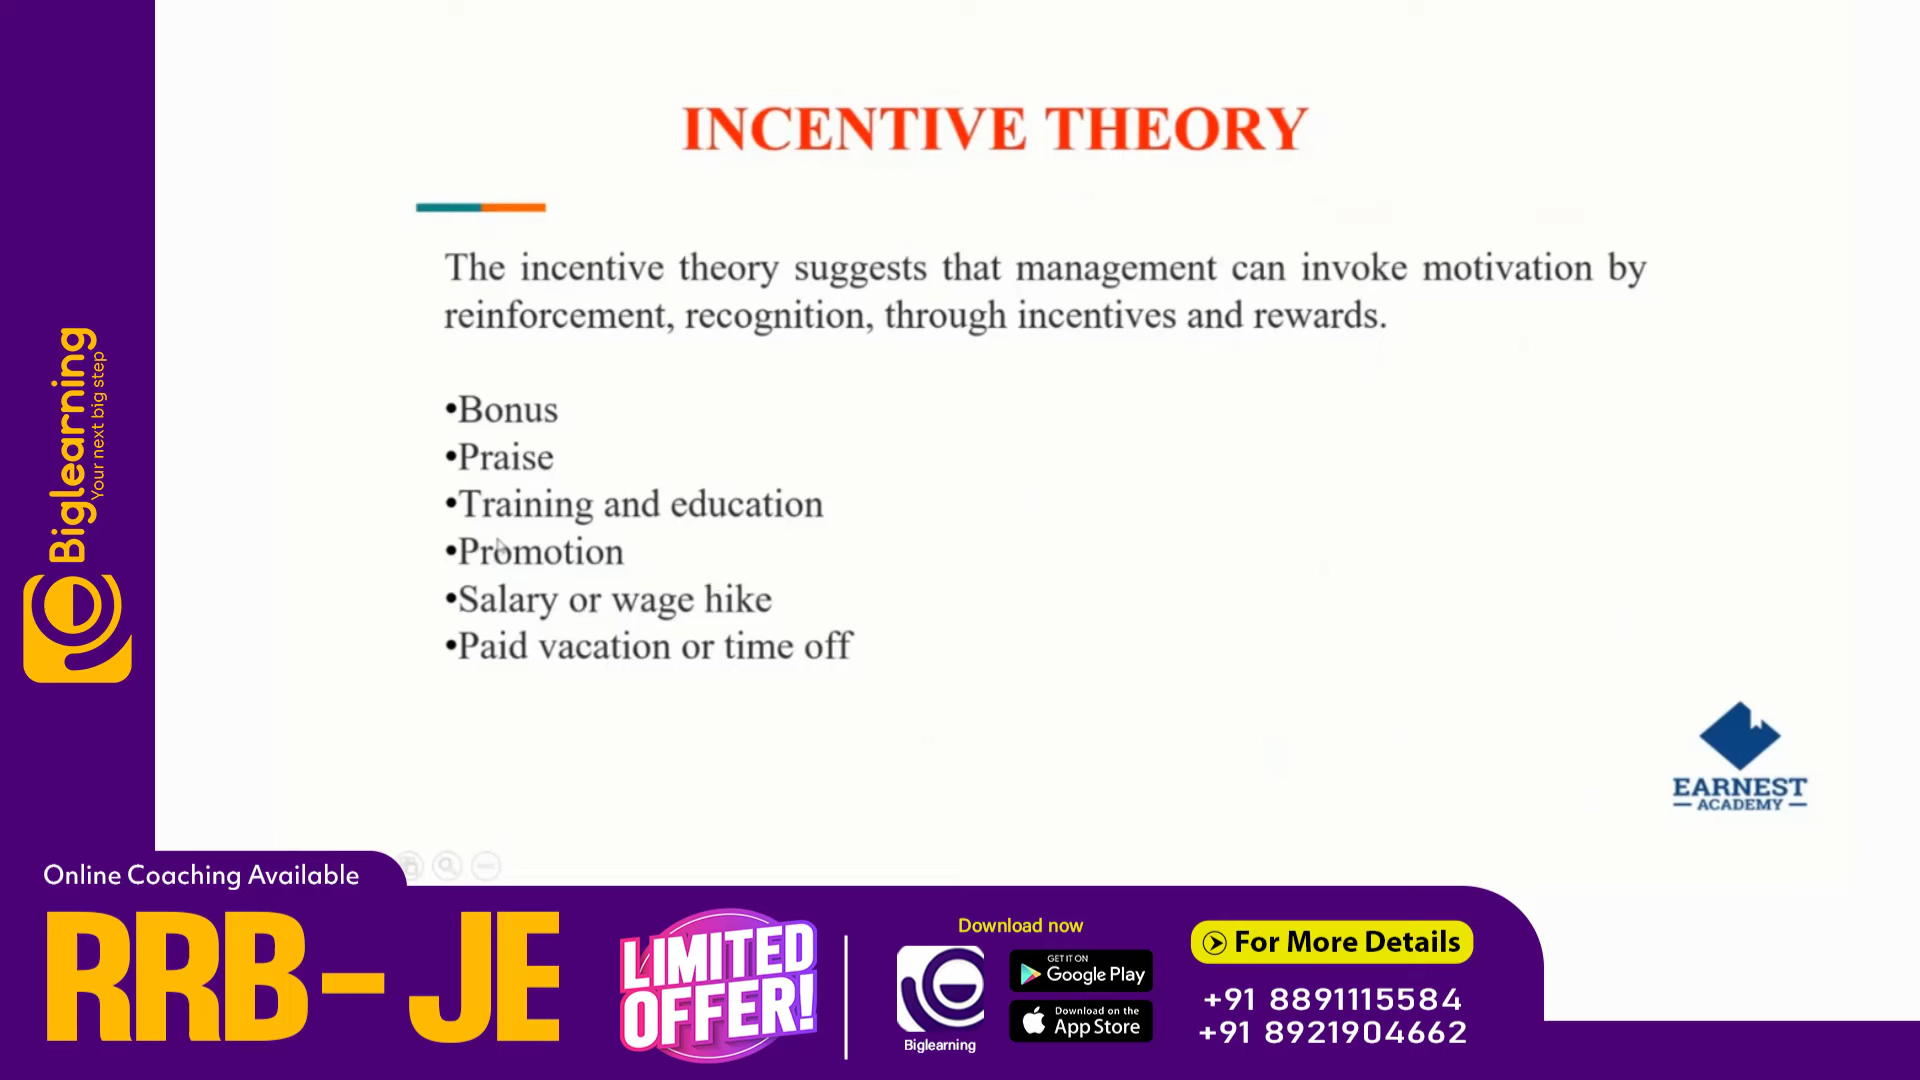 INCENTIVE THEORY
The incentive theory suggests that management can invoke motivation by
reinforcement, recognition, through incentives and rewards.
•Bonus
•Praise
•Training and education
•Promotion
•Salary or wage hike
•Paid vacation or time off
EARNEST
ACADEMY
Biglearning
Your next big step
Online Coaching Available
RRB - JE
LIMITED
OFFER!
Download now
Biglearning
GET IT ON
Google Play
Download on the
App Store
For More Details
+91 8891115584
+91 8921904662